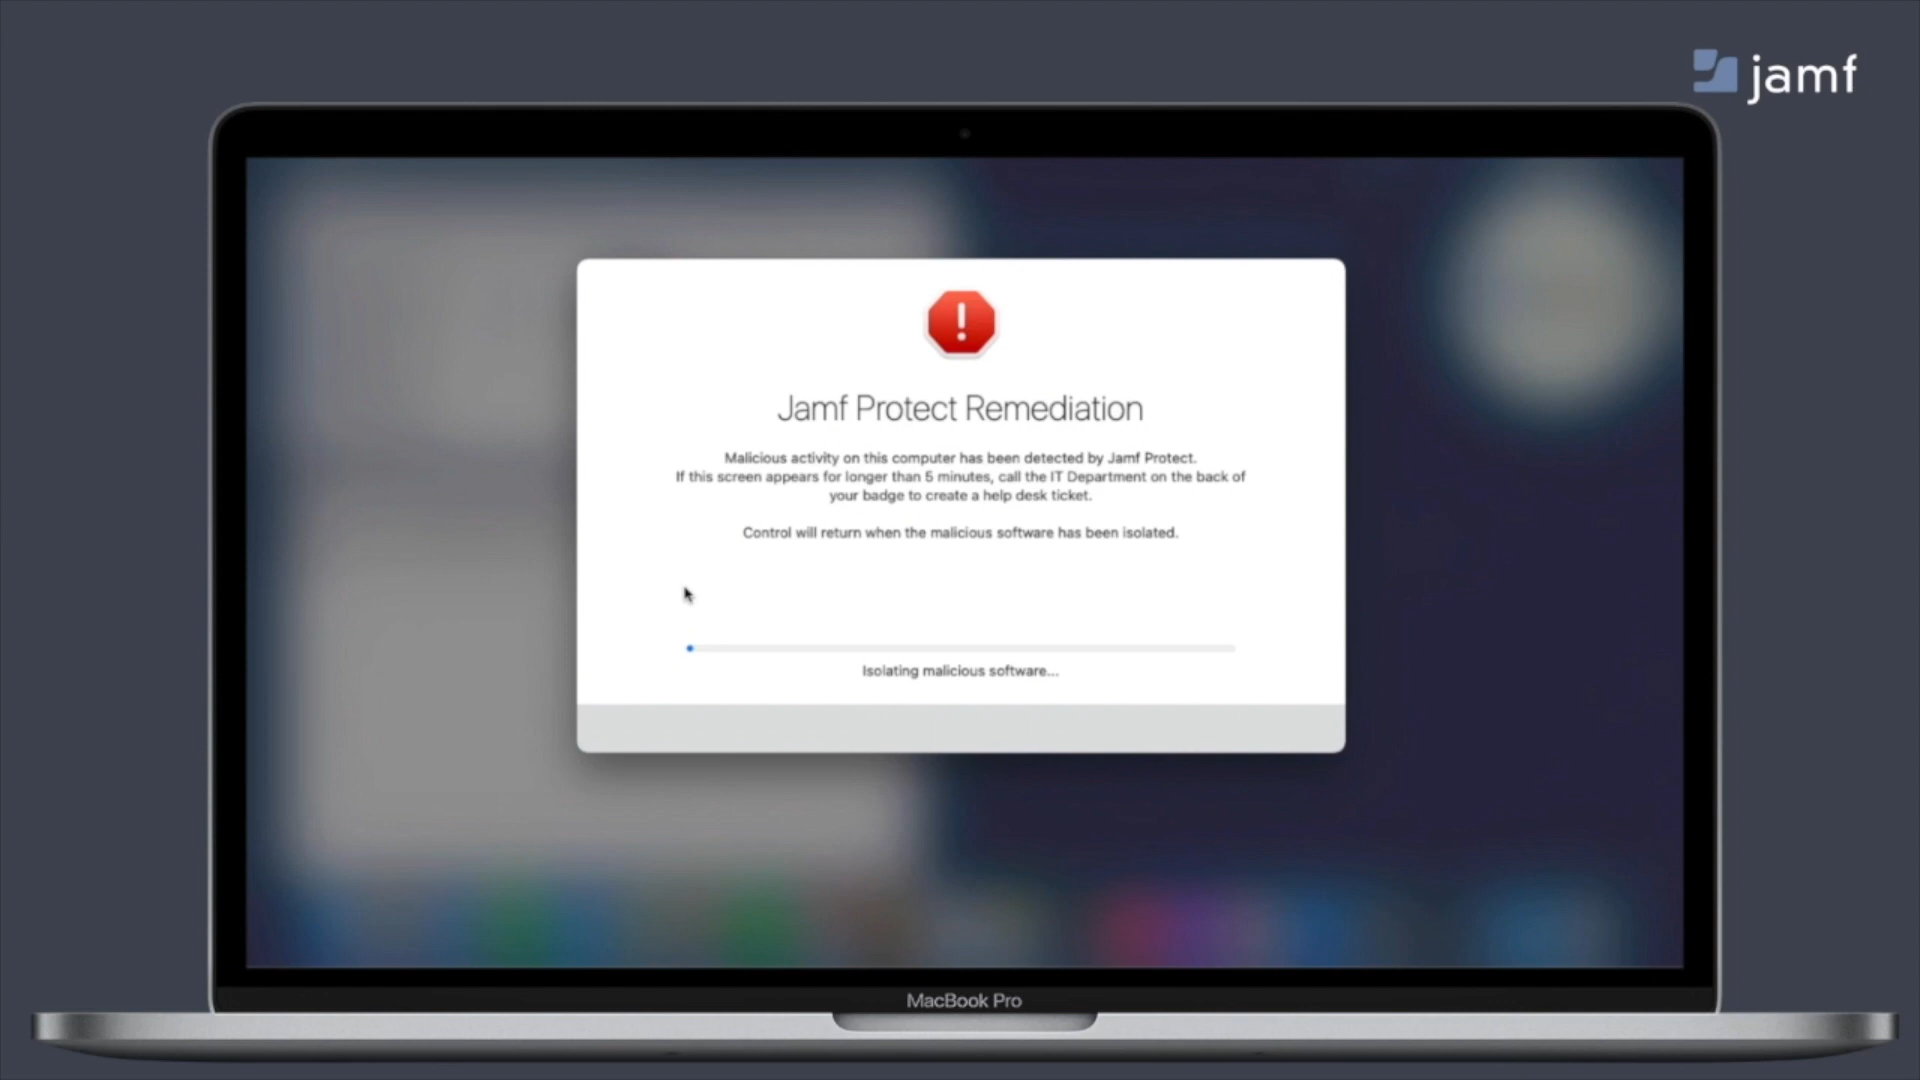 jamf
Jamf Protect Remediation
Malicious activity on this computer has been detected by Jamf Protect.
If this screen appears for longer than 5 minutes, call the IT Department on the back of
your badge to create a help desk ticket.
Control will return when the malicious software has been isolated.
Isolating malicious software...
MacBook Pro